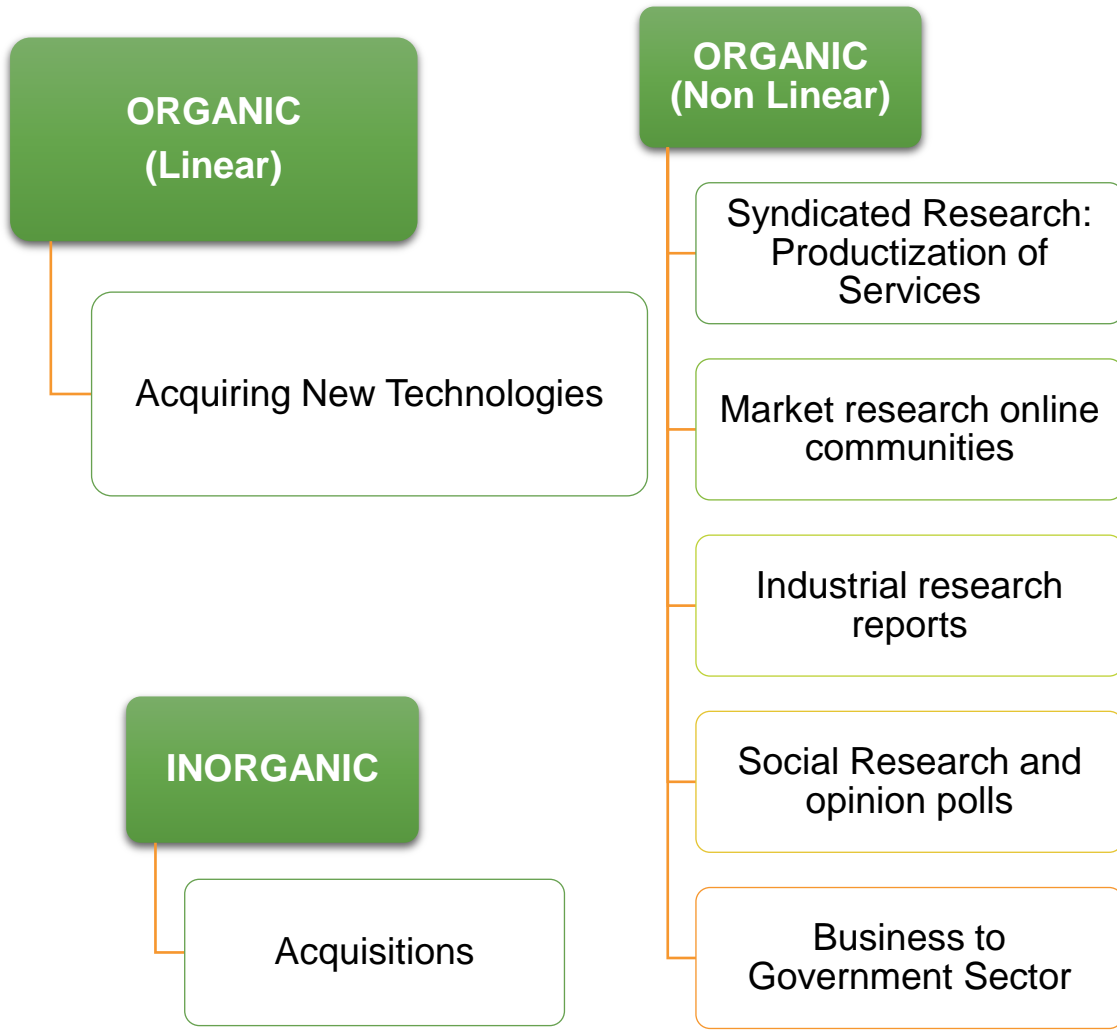 ORGANIC
(Linear)
Acquiring New Technologies
INORGANIC
Acquisitions
ORGANIC
(Non Linear)
Syndicated Research:
Productization of
Services
Market research online
communities
Industrial research
reports
Social Research and
opinion polls
Business to
Government Sector